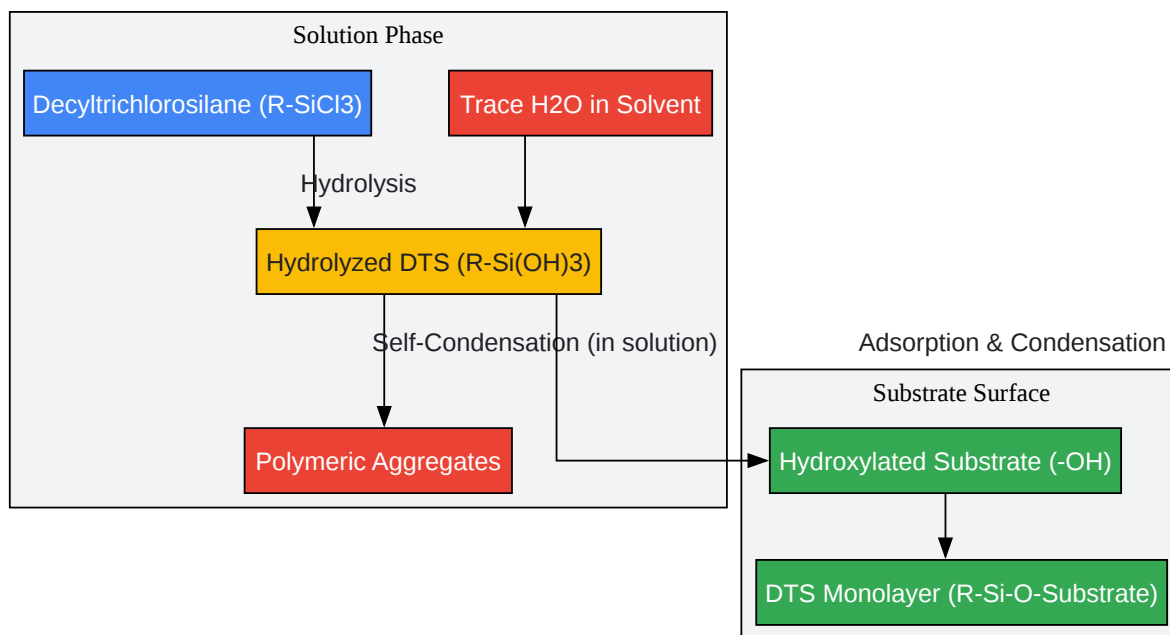 Solution Phase
Decyltrichlorosilane (R-SiCl3)
Trace H2O in Solvent
Hydrolysis
Hydrolyzed DTS (R-Si(OH)3)
Self-Condensation (in solution)
Adsorption & Condensation
Substrate Surface
Polymeric Aggregates
Hydroxylated Substrate (-OH)
DTS Monolayer (R-Si-O-Substrate)